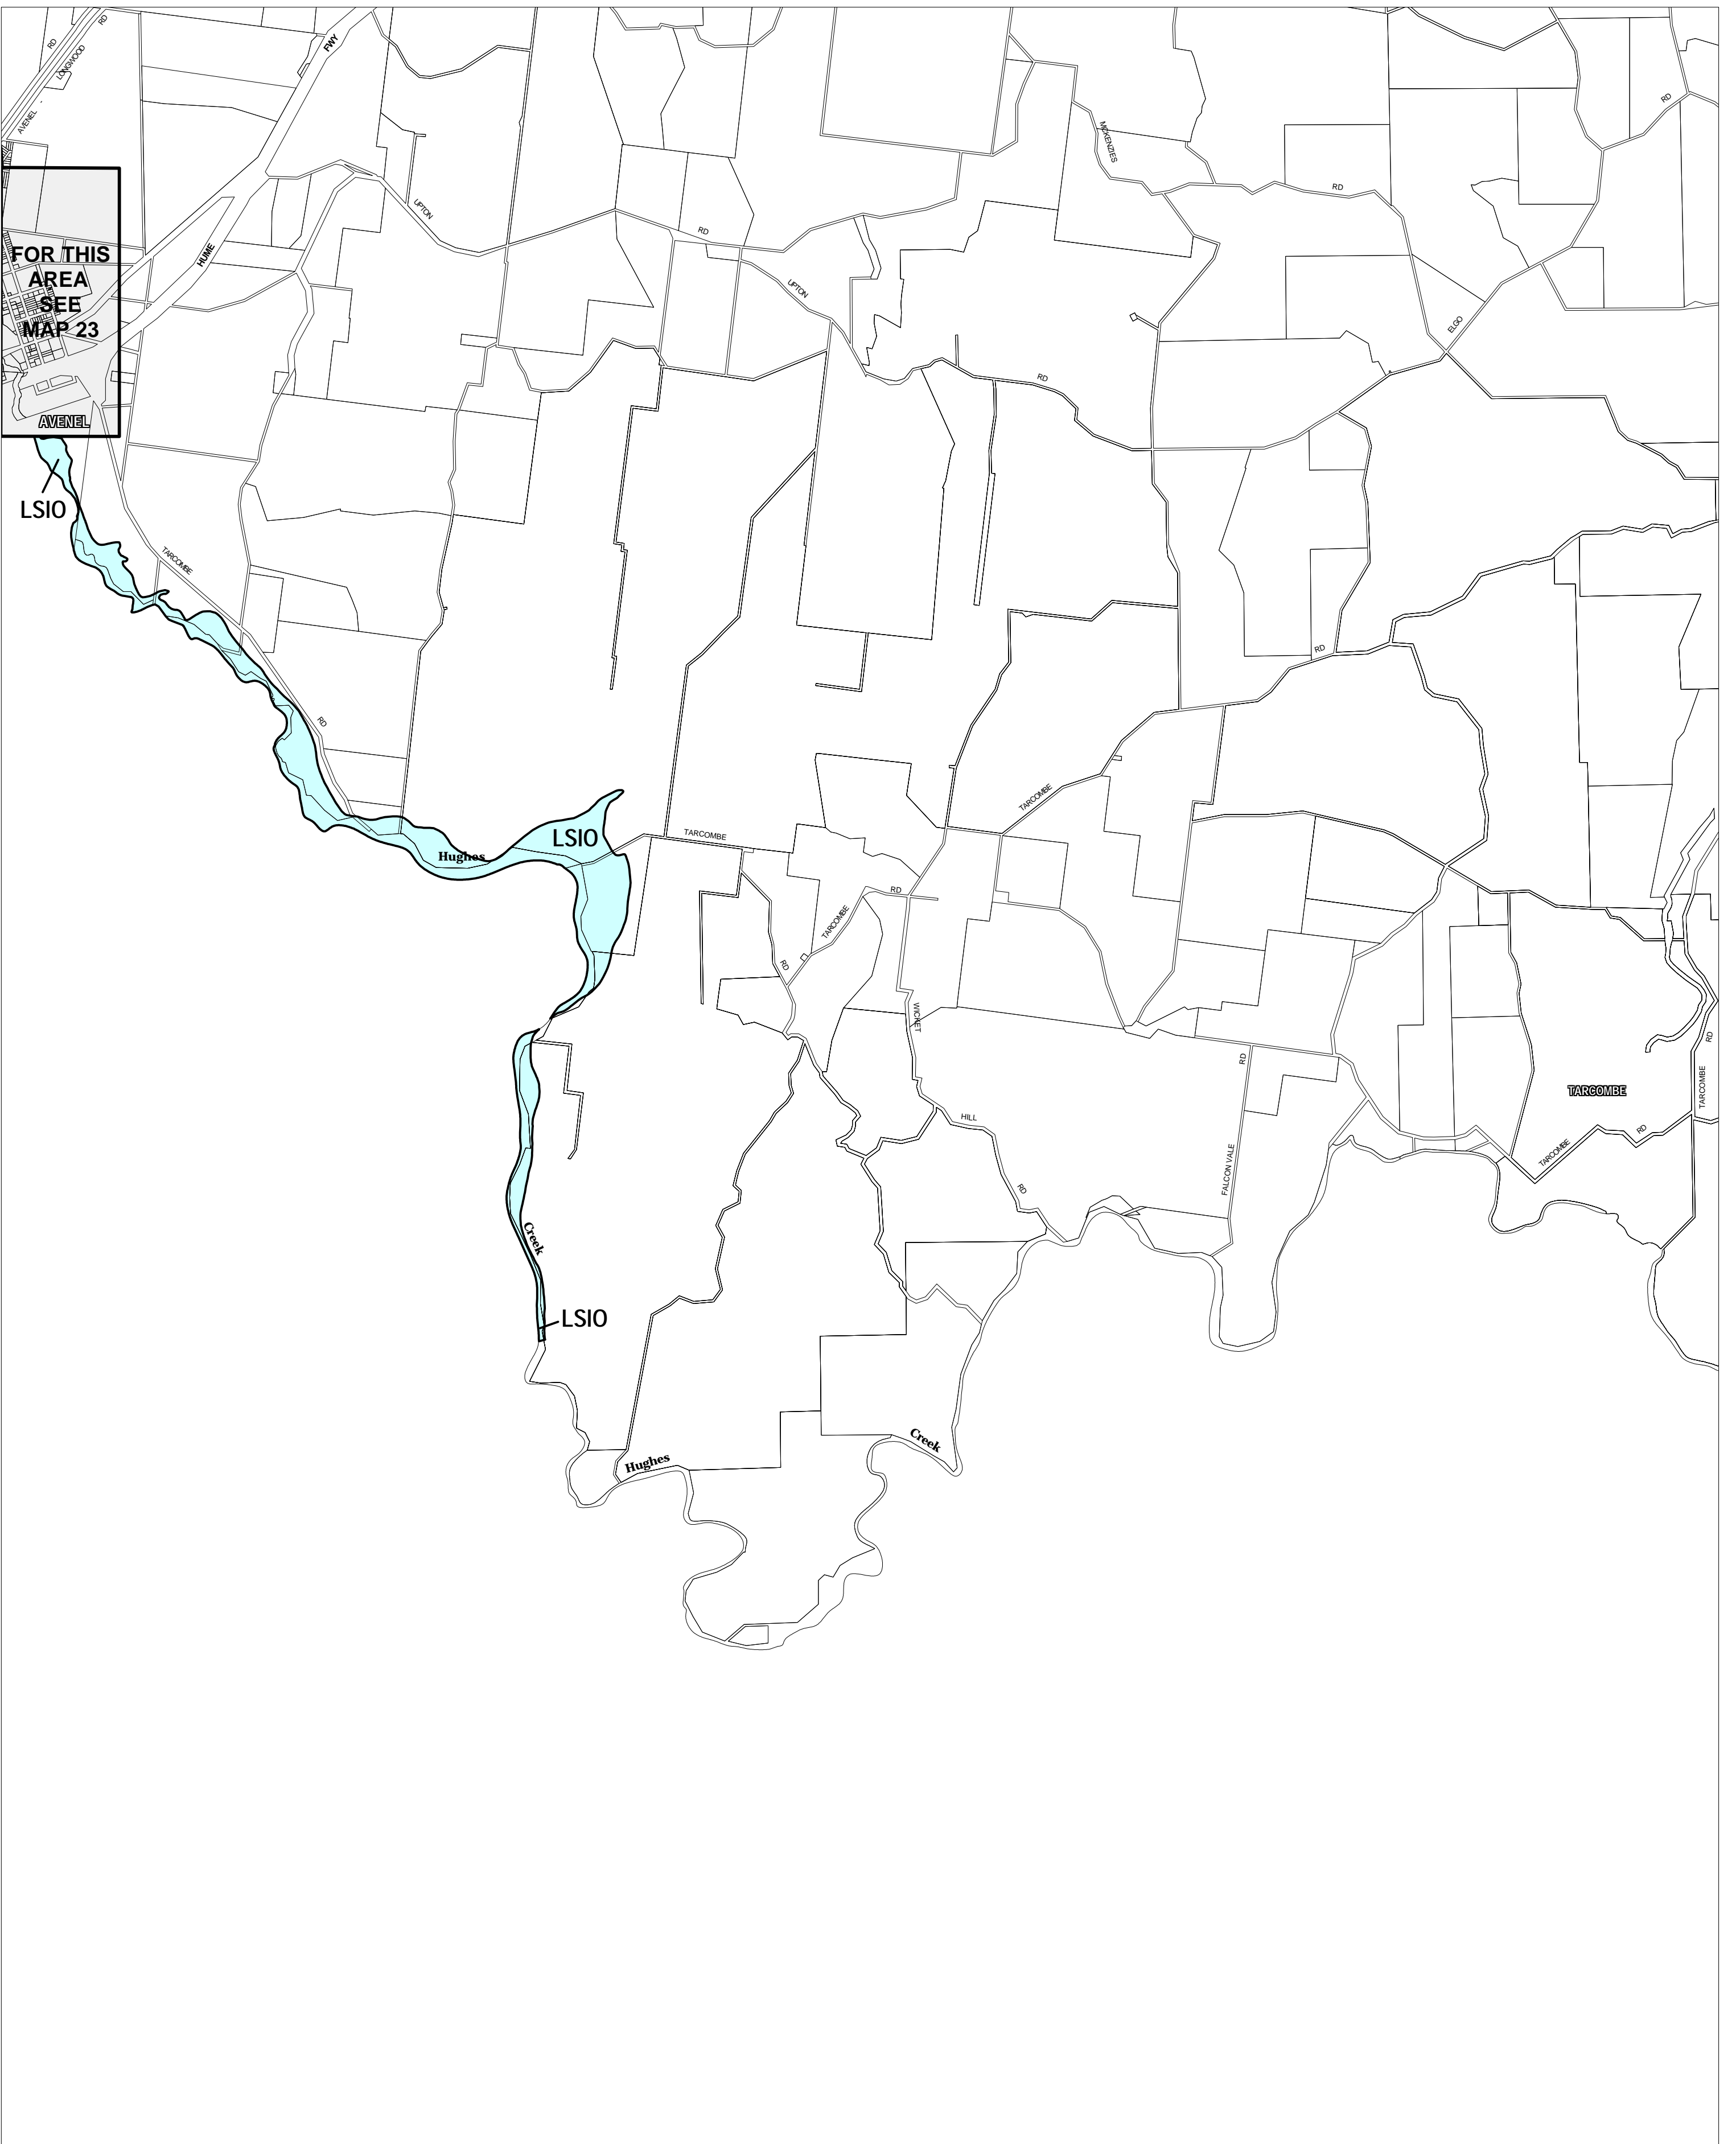 RD
LONGWOOD
RD
FWY
AVENEL
MCKENZIES
RD
RD
UPTON
RD
HUME
FOR THIS
AREA
SEE
MAP 23
UPTON
ELGO
RD
AVENEL
LSIO
TARCOMBE
RD
RD
TARCOMBE
LSIO
TARCOMBE
Hughes
RD
TARCOMBE
RD
WICKET
RD
RD
TARCOMBE
TARCOMBE
HILL
RD
TARCOMBE
FALCON VALE
RD
Creek
LSIO
Creek
Hughes